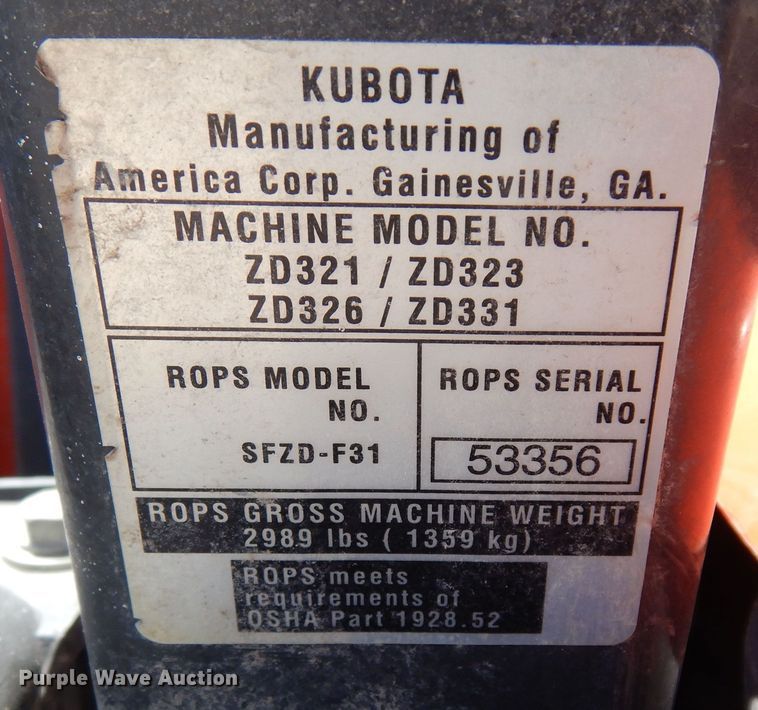 KUBOTA
Manufacturing of
America Corp. Gainesville, GA.
MACHINE MODEL NO.
ZD321 / ZD323
ZD326 / ZD331
ROPS MODEL
NO.
SFZD-F31
ROPS SERIAL
NO.
53356
ROPS GROSS MACHINE WEIGHT
2989 lbs ( 1359 kg)
ROPS meets
requirements of
OSHA Part 1928.52
Purple Wave Auction